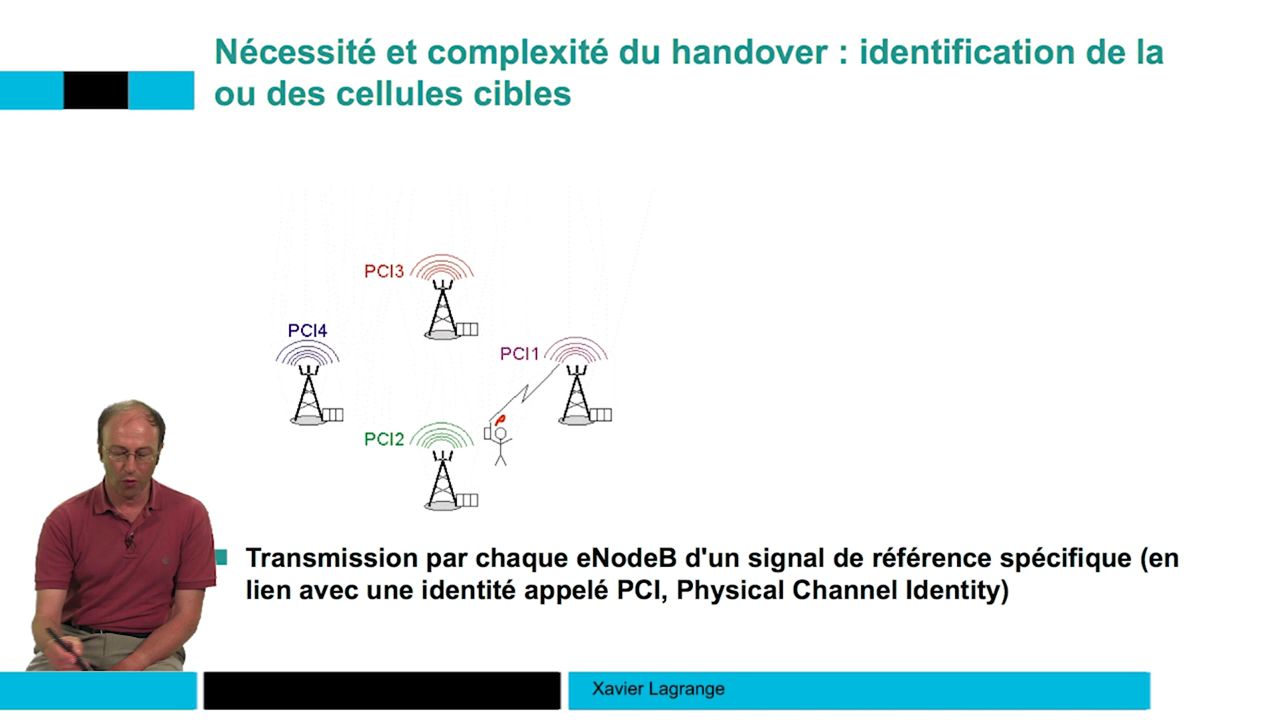 Nécessité et complexité du handover : identification de la
ou des cellules cibles
PCI3
PCI4
PCI1
PCI2
Transmission par chaque eNodeB d'un signal de référence spécifique (en
lien avec une identité appelé PCI, Physical Channel Identity)
Xavier Lagrange